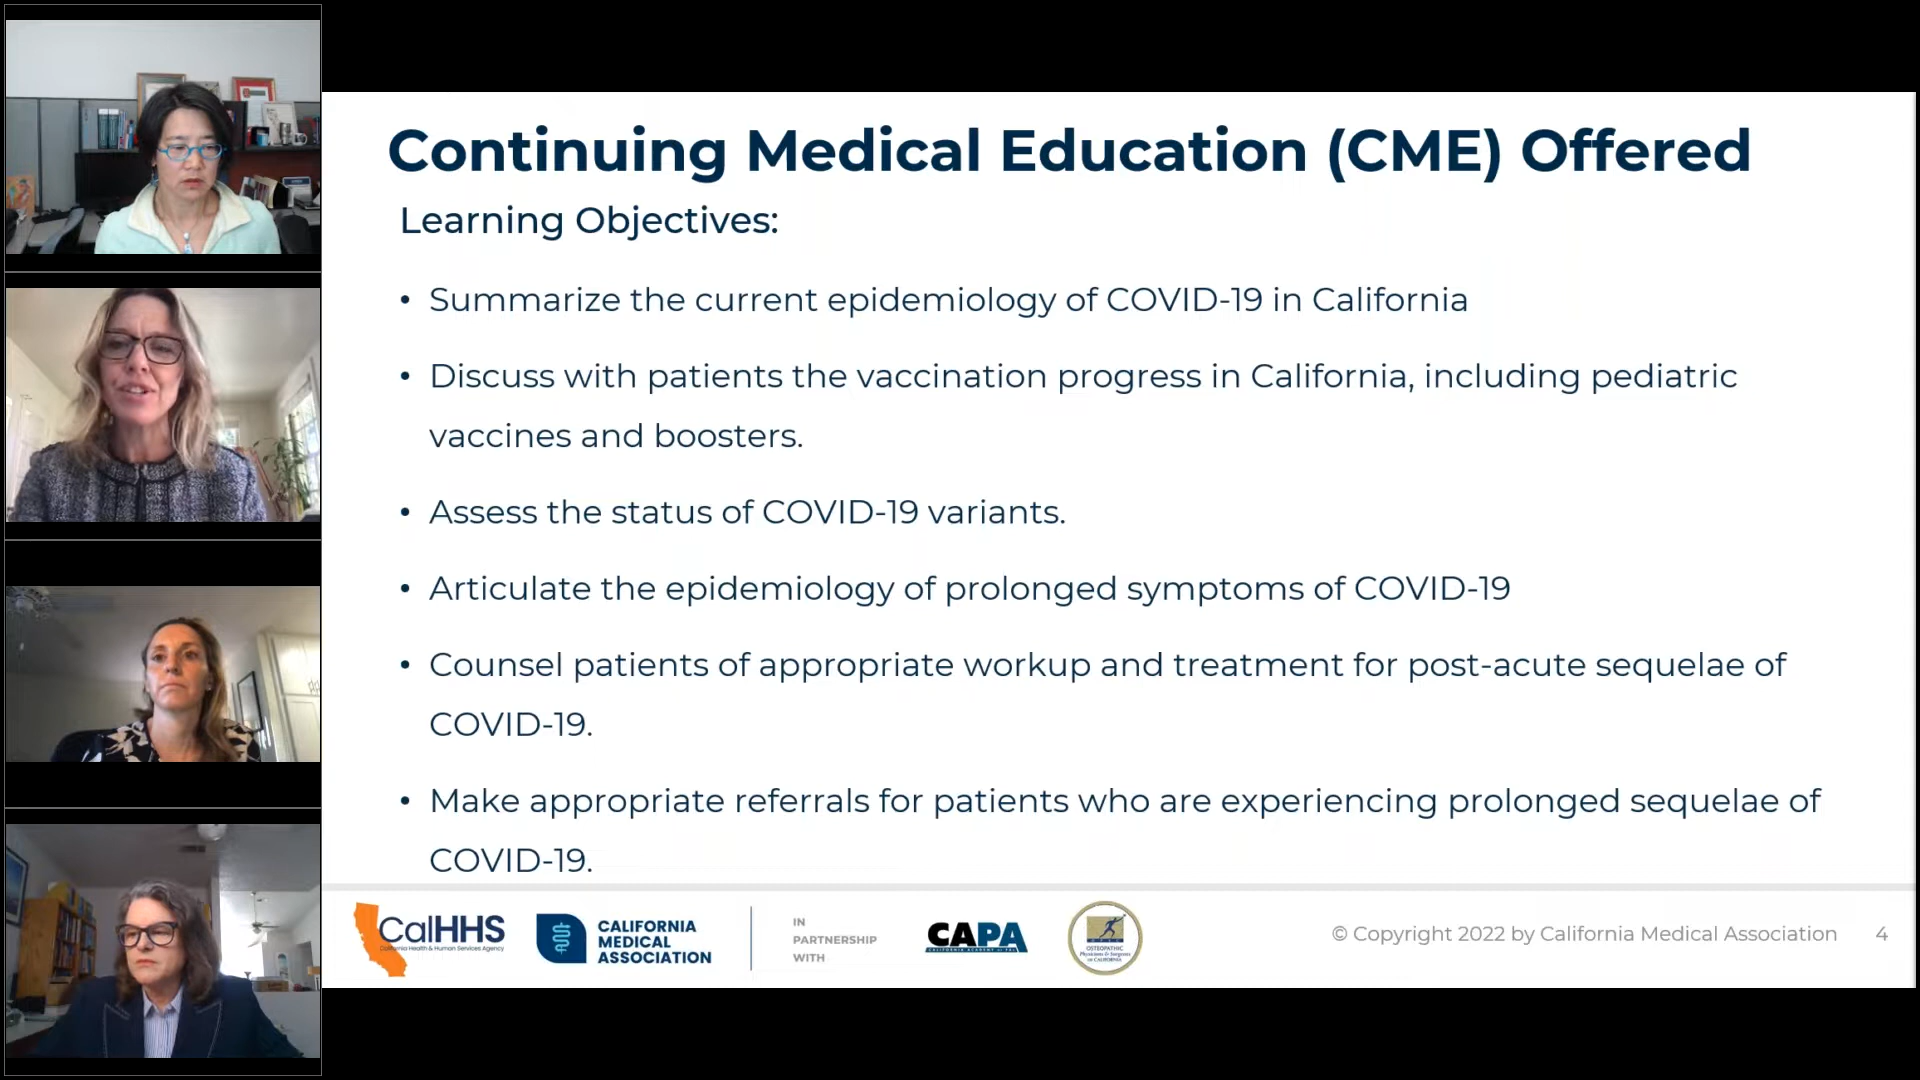 Continuing Medical Education (CME) Offered
Learning Objectives:
• Summarize the current epidemiology of COVID-19 in California
• Discuss with patients the vaccination progress in California, including pediatric
vaccines and boosters.
• Assess the status of COVID-19 variants.
• Articulate the epidemiology of prolonged symptoms of COVID-19
• Counsel patients of appropriate workup and treatment for post-acute sequelae of
COVID-19.
• Make appropriate referrals for patients who are experiencing prolonged sequelae of
COVID-19.
CalHHS
California Health & Human Services Agency
CALIFORNIA
MEDICAL
ASSOCIATION
IN
PARTNERSHIP
WITH
CAPA
OSTEOPATHIC
Physicians & Surgeons
OF CALIFORNIA
© Copyright 2022 by California Medical Association
4